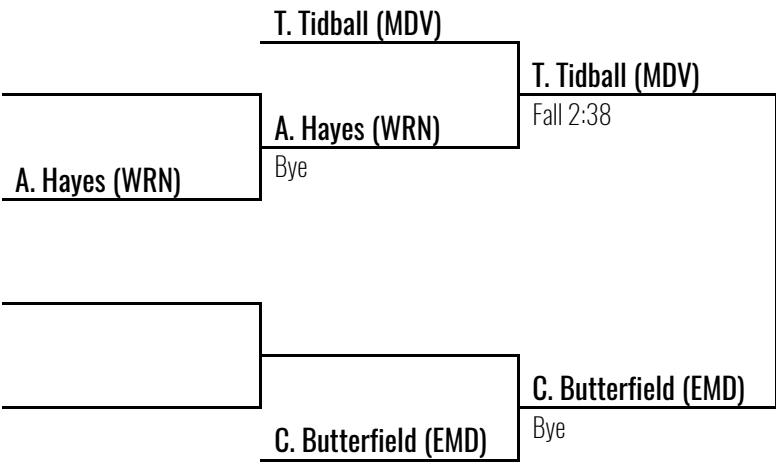 T. Tidball (MDV)
T. Tidball (MDV)
Fall 2:38
A. Hayes (WRN)
Bye
A. Hayes (WRN)
C. Butterfield (EMD)
Bye
C. Butterfield (EMD)